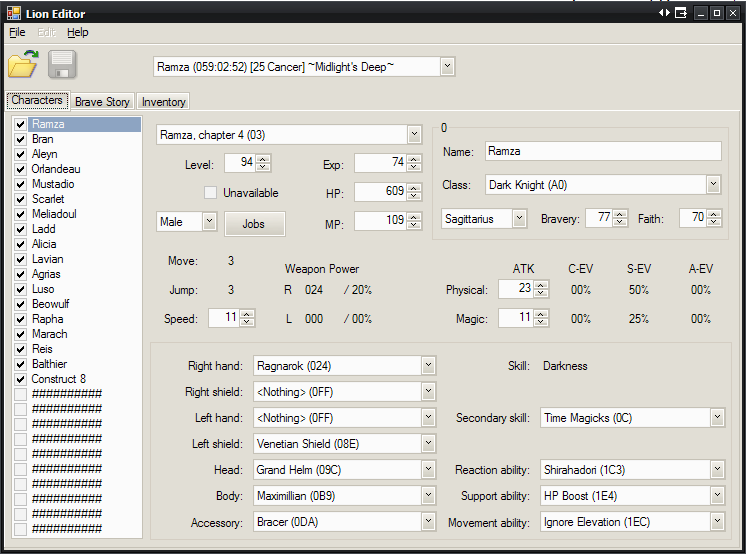 Lion Editor
File Edit Help
Ramza (059:02:52) [25 Cancer] ~Midlight's Deep~
Characters Brave Story Inventory
Ramza
Bran
Aleyn
Orlandeau
Mustadio
Scarlet
Meliadoul
Ladd
Alicia
Lavian
Agrias
Luso
Beowulf
Rapha
Marach
Reis
Balthier
Construct 8
##########
##########
##########
##########
##########
##########
##########
##########
##########
##########
Ramza, chapter 4 (03)
Level: 94 Exp: 74
Unavailable HP: 609
Male Jobs MP: 109
0
Name: Ramza
Class: Dark Knight (A0)
Sagittarius Bravery: 77 Faith: 70
Move: 3 Weapon Power
Jump: 3 R 024 / 20%
Speed: 11 L 000 / 00%
ATK C-EV S-EV A-EV
Physical: 23 00% 50% 00%
Magic: 11 00% 25% 00%
Right hand: Ragnarok (024)
Right shield: <Nothing> (0FF)
Left hand: <Nothing> (0FF)
Left shield: Venetian Shield (08E)
Head: Grand Helm (09C)
Body: Maximillian (0B9)
Accessory: Bracer (0DA)
Skill: Darkness
Secondary skill: Time Magicks (0C)
Reaction ability: Shirahadori (1C3)
Support ability: HP Boost (1E4)
Movement ability: Ignore Elevation (1EC)